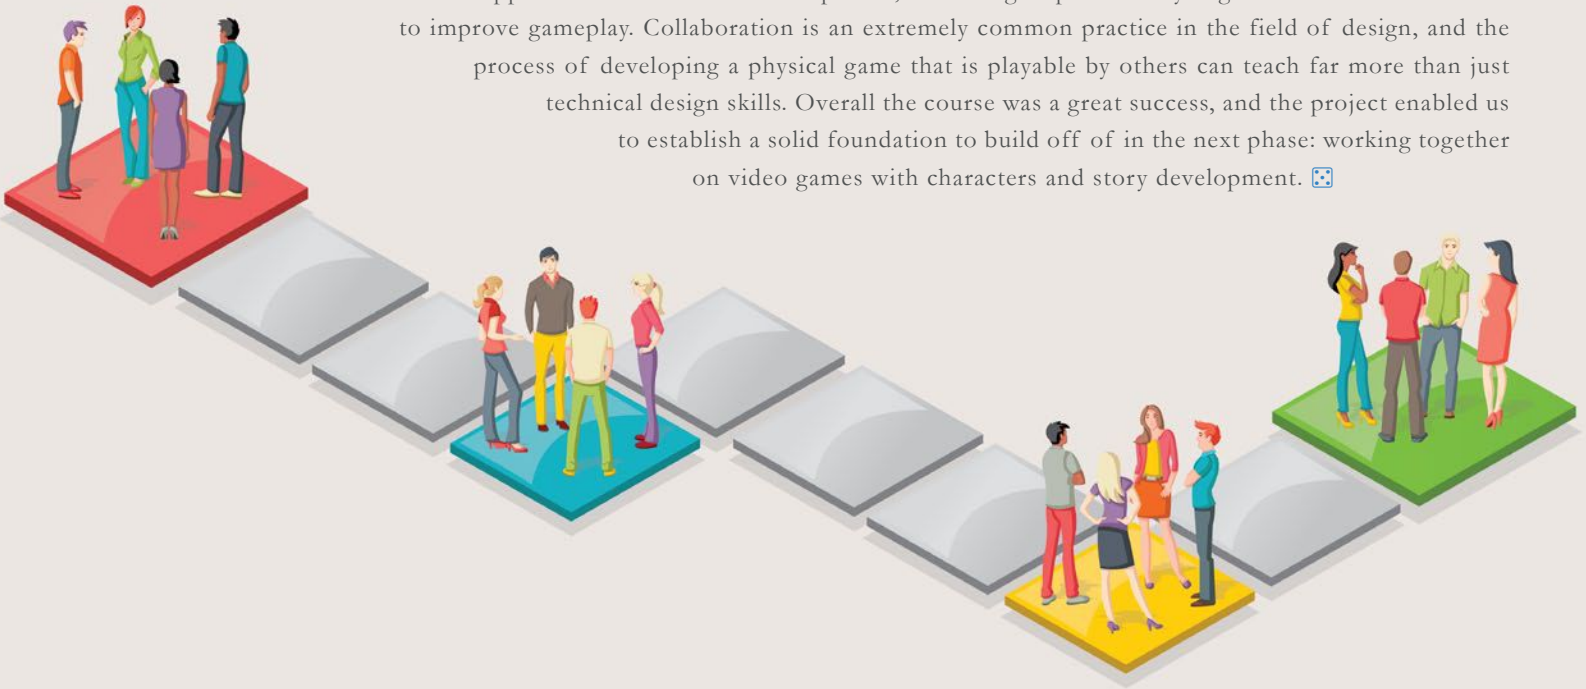 to improve gameplay. Collaboration is an extremely common practice in the field of design, and the
process of developing a physical game that is playable by others can teach far more than just
technical design skills. Overall the course was a great success, and the project enabled us
to establish a solid foundation to build off of in the next phase: working together
on video games with characters and story development.